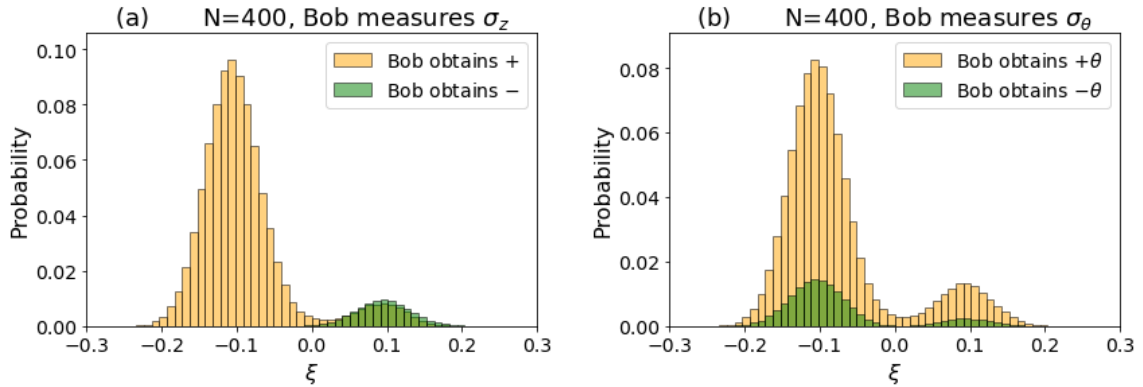 (a) N=400, Bob measures σ_z
Probability
0.10
0.08
0.06
0.04
0.02
0.00
Bob obtains +
Bob obtains −
−0.3 −0.2 −0.1 0.0 0.1 0.2 0.3
ξ
(b) N=400, Bob measures σ_θ
Probability
0.08
0.06
0.04
0.02
0.00
Bob obtains +θ
Bob obtains −θ
−0.3 −0.2 −0.1 0.0 0.1 0.2 0.3
ξ